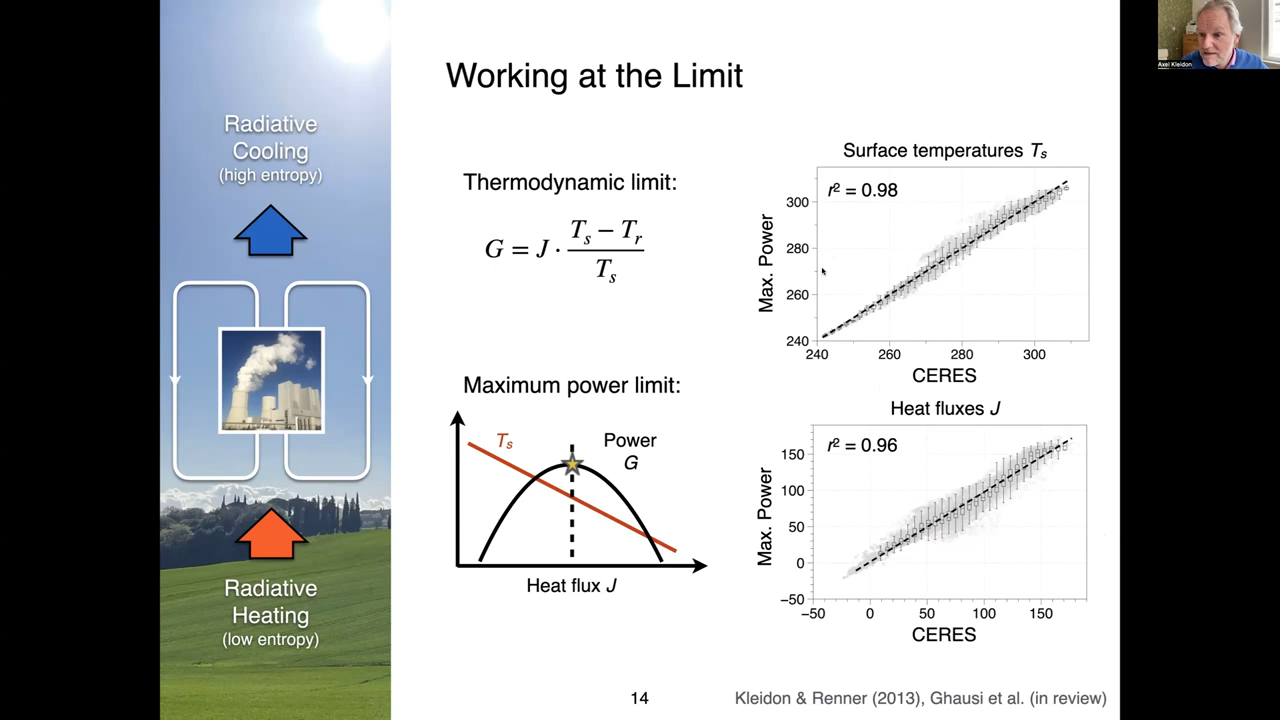 Working at the Limit
Axel Kleidon
Radiative
Cooling
(high entropy)
Radiative
Heating
(low entropy)
Thermodynamic limit:
G = J · (Ts − Tr) / Ts
Maximum power limit:
Ts
Power
G
Heat flux J
Surface temperatures Ts
r² = 0.98
Max. Power
300
280
260
240
240 260 280 300
CERES
Heat fluxes J
r² = 0.96
Max. Power
150
100
50
0
−50
−50 0 50 100 150
CERES
14
Kleidon & Renner (2013), Ghausi et al. (in review)